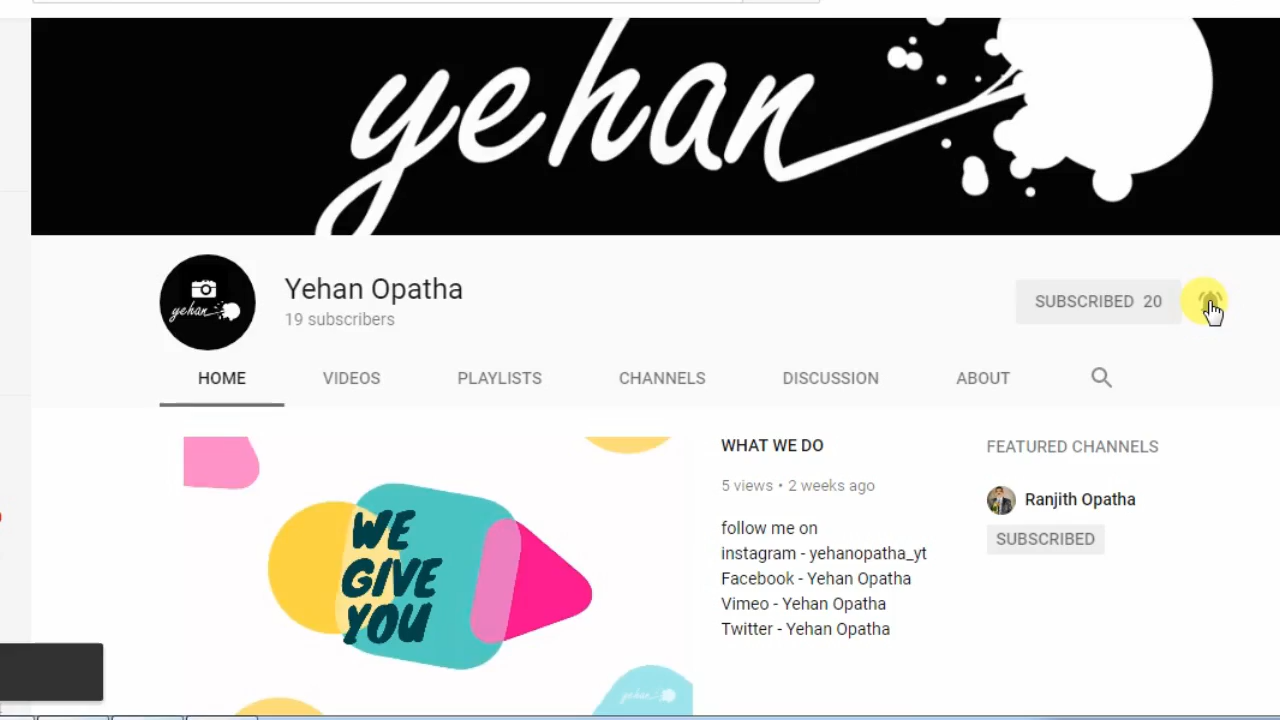 yehan
yehan
Yehan Opatha
19 subscribers
SUBSCRIBED 20
HOME VIDEOS PLAYLISTS CHANNELS DISCUSSION ABOUT
WE
GIVE
YOU
yehan
WHAT WE DO
5 views • 2 weeks ago
follow me on
instagram - yehanopatha_yt
Facebook - Yehan Opatha
Vimeo - Yehan Opatha
Twitter - Yehan Opatha
FEATURED CHANNELS
Ranjith Opatha
SUBSCRIBED